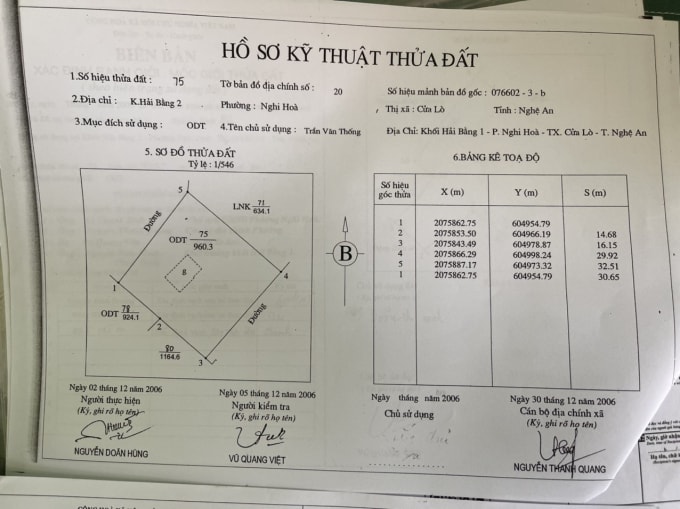 HỒ SƠ KỸ THUẬT THỬA ĐẤT
1.Số hiệu thửa đất : 75 Tờ bản đồ địa chính số : 20 Số hiệu mảnh bản đồ gốc : 076602 - 3 - b
2.Địa chỉ : K.Hải Bằng 2 Phường : Nghi Hoà Thị xã : Cửa Lò Tỉnh : Nghệ An
3.Mục đích sử dụng : ODT 4.Tên chủ sử dụng : Trần Văn Thống Địa Chỉ: Khối Hải Bằng 1 - P. Nghi Hoà - TX. Cửa Lò - T. Nghệ An
5. SƠ ĐỒ THỬA ĐẤT
Tỷ lệ : 1/546
5
LNK 71
634.1
Đường
ODT 75
960.3
g
4
1
ODT 78
924.1
2
Đường
80
1164.6
3
B
6.BẢNG KÊ TOẠ ĐỘ
Số hiệu góc thửa X (m) Y (m) S (m)
1 2075862.75 604954.79
2 2075853.50 604966.19 14.68
3 2075843.49 604978.87 16.15
4 2075866.29 604998.24 29.92
5 2075887.17 604973.32 32.51
1 2075862.75 604954.79 30.65
Ngày 02 tháng 12 năm 2006
Người thực hiện
(Ký, ghi rõ họ tên)
NGUYỄN DOÃN HÙNG
Ngày 05 tháng 12 năm 2006
Người kiểm tra
(Ký, ghi rõ họ tên)
VŨ QUANG VIỆT
Ngày tháng năm 2006
Chủ sử dụng
Ngày 30 tháng 12 năm 2006
Cán bộ địa chính xã
(Ký, ghi rõ họ tên)
NGUYỄN THANH QUANG